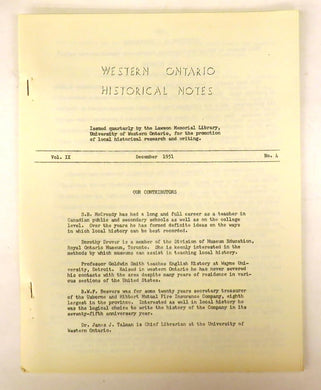 WESTERN ONTARIO
HISTORICAL NOTES
Issued quarterly by the Lawson Memorial Library,
University of Western Ontario, for the promotion
of local historical research and writing.
Vol. IX December 1951 No. 4
OUR CONTRIBUTORS
S.B. McCready has had a long and full career as a teacher in
Canadian public and secondary schools as well as on the college
level. Over the years he has formed definite ideas on the ways
in which local history can be best recorded.
Dorothy Drever is a member of the Division of Museum Education,
Royal Ontario Museum, Toronto. She is keenly interested in the
methods by which museums can assist in teaching local history.
Professor Goldwin Smith teaches English History at Wayne Uni-
versity, Detroit. Raised in western Ontario he has never severed
his contacts with the area despite many years of residence in var-
ious sections of the United States.
B.W.F. Beavers was for some twenty years secretary treasurer
of the Usborne and Hibbert Mutual Fire Insurance Company, eighth
largest in the province. Interested as well in local history he
was the logical choice to write the history of the Company in its
seventy-fifth anniversary year.
Dr. James J. Talman is Chief Librarian at the University of
Western Ontario.